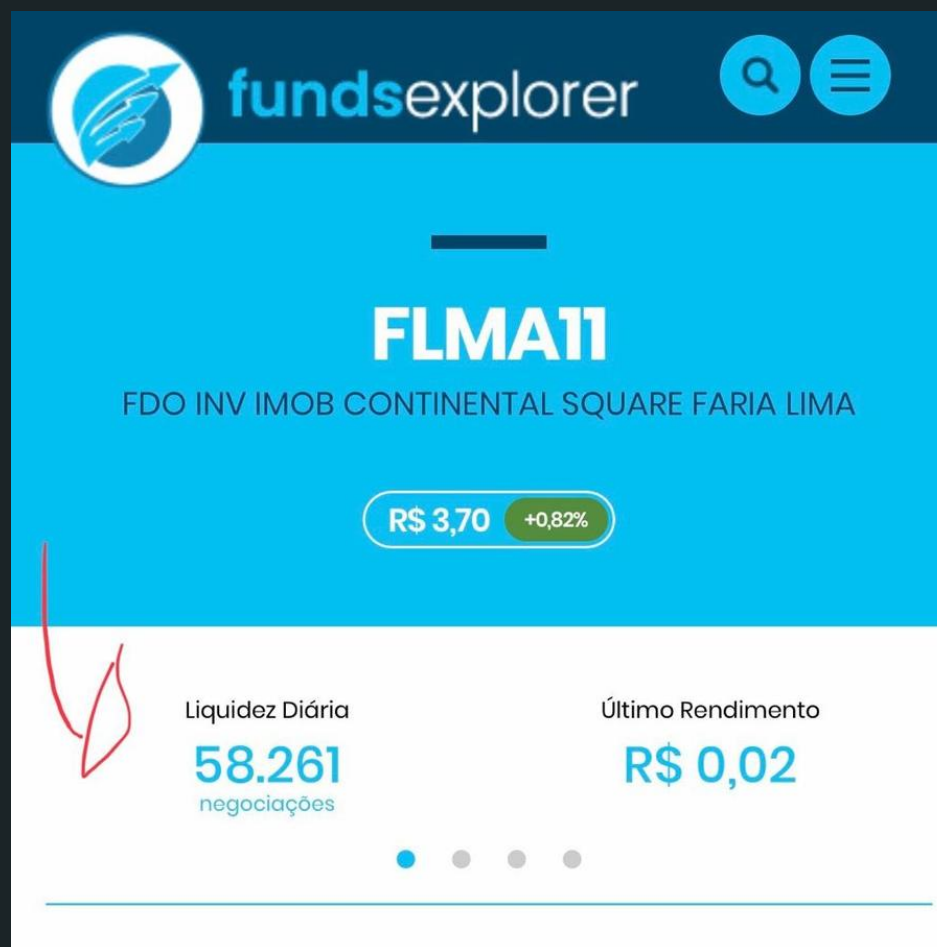 fundsexplorer
FLMA11
FDO INV IMOB CONTINENTAL SQUARE FARIA LIMA
R$ 3,70 +0,82%
Liquidez Diária
58.261
negociações
Último Rendimento
R$ 0,02